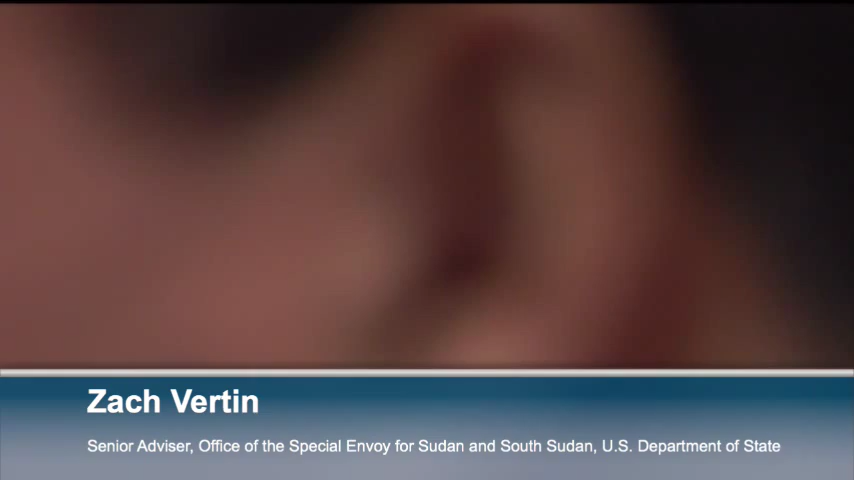 Zach Vertin
Senior Adviser, Office of the Special Envoy for Sudan and South Sudan, U.S. Department of State